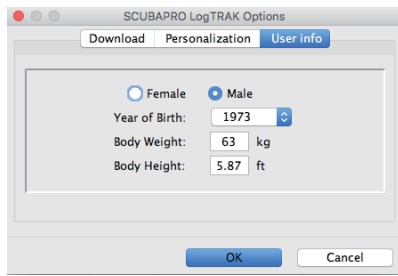 SCUBAPRO LogTRAK Options
Download Personalization User info
Female Male
Year of Birth: 1973
Body Weight: 63 kg
Body Height: 5.87 ft
OK Cancel